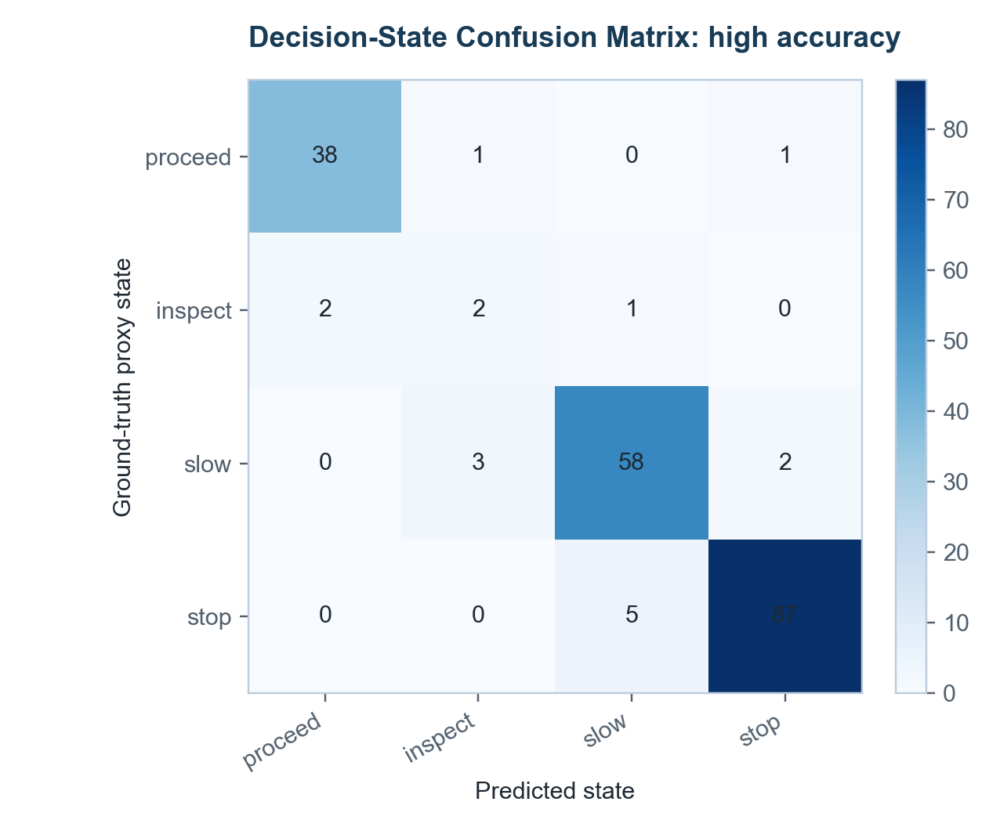 Decision-State Confusion Matrix: high accuracy
proceed 38 1 0 1
inspect 2 2 1 0
slow 0 3 58 2
stop 0 0 5 87
proceed inspect slow stop
Predicted state
Ground-truth proxy state
80
70
60
50
40
30
20
10
0